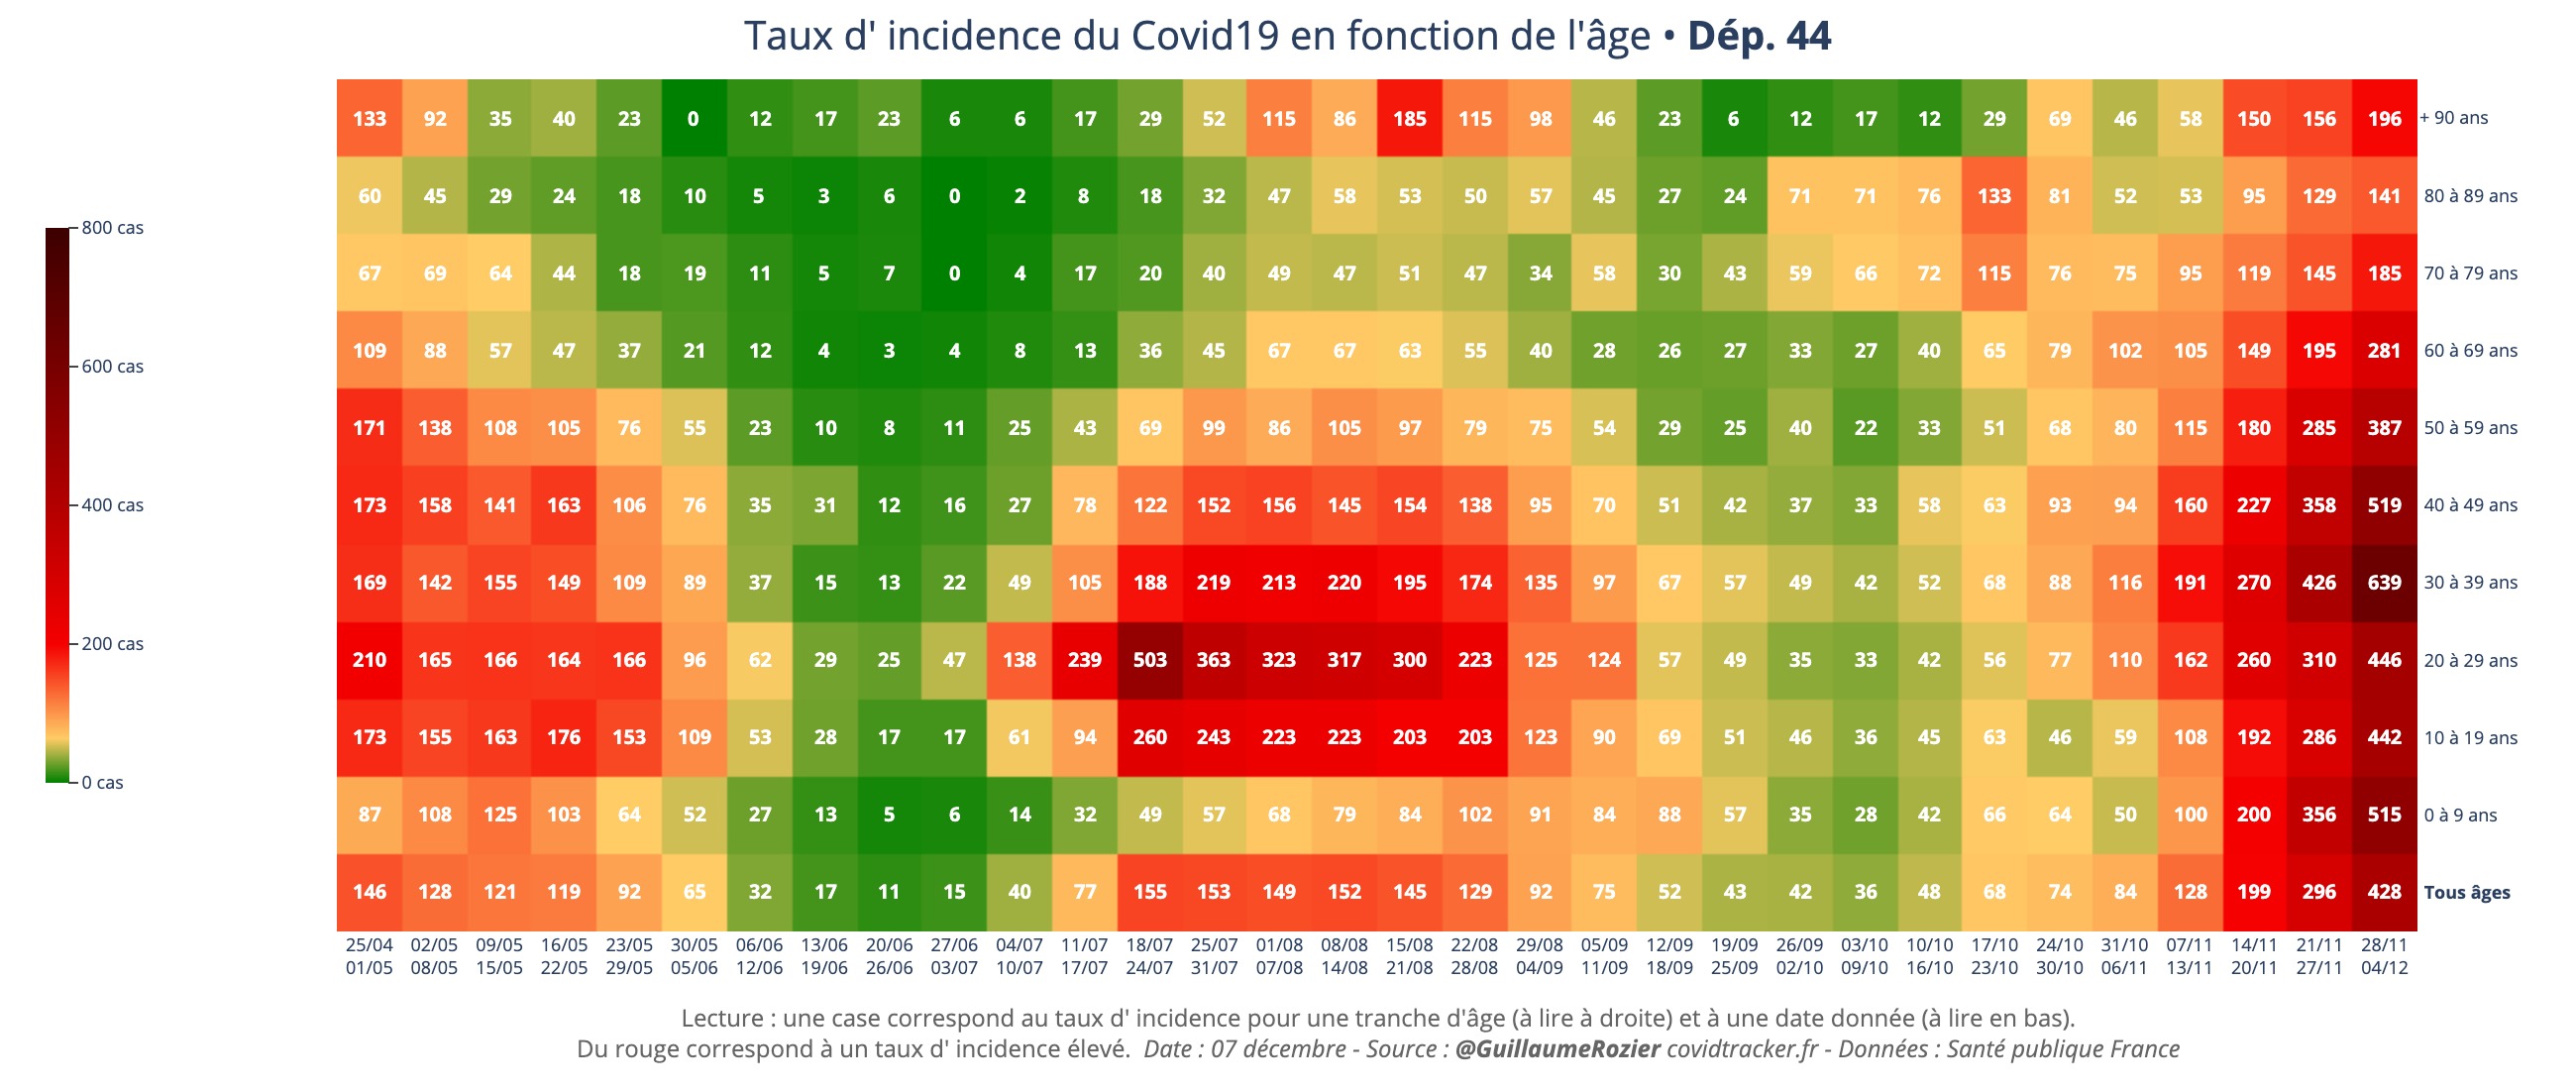 Taux d' incidence du Covid19 en fonction de l'âge • Dép. 44
800 cas
600 cas
400 cas
200 cas
0 cas
133 92 35 40 23 0 12 17 23 6 6 17 29 52 115 86 185 115 98 46 23 6 12 17 12 29 69 46 58 150 156 196 + 90 ans
60 45 29 24 18 10 5 3 6 0 2 8 18 32 47 58 53 50 57 45 27 24 71 71 76 133 81 52 53 95 129 141 80 à 89 ans
67 69 64 44 18 19 11 5 7 0 4 17 20 40 49 47 51 47 34 58 30 43 59 66 72 115 76 75 95 119 145 185 70 à 79 ans
109 88 57 47 37 21 12 4 3 4 8 13 36 45 67 67 63 55 40 28 26 27 33 27 40 65 79 102 105 149 195 281 60 à 69 ans
171 138 108 105 76 55 23 10 8 11 25 43 69 99 86 105 97 79 75 54 29 25 40 22 33 51 68 80 115 180 285 387 50 à 59 ans
173 158 141 163 106 76 35 31 12 16 27 78 122 152 156 145 154 138 95 70 51 42 37 33 58 63 93 94 160 227 358 519 40 à 49 ans
169 142 155 149 109 89 37 15 13 22 49 105 188 219 213 220 195 174 135 97 67 57 49 42 52 68 88 116 191 270 426 639 30 à 39 ans
210 165 166 164 166 96 62 29 25 47 138 239 503 363 323 317 300 223 125 124 57 49 35 33 42 56 77 110 162 260 310 446 20 à 29 ans
173 155 163 176 153 109 53 28 17 17 61 94 260 243 223 223 203 203 123 90 69 51 46 36 45 63 46 59 108 192 286 442 10 à 19 ans
87 108 125 103 64 52 27 13 5 6 14 32 49 57 68 79 84 102 91 84 88 57 35 28 42 66 64 50 100 200 356 515 0 à 9 ans
146 128 121 119 92 65 32 17 11 15 40 77 155 153 149 152 145 129 92 75 52 43 42 36 48 68 74 84 128 199 296 428 Tous âges
25/04 02/05 09/05 16/05 23/05 30/05 06/06 13/06 20/06 27/06 04/07 11/07 18/07 25/07 01/08 08/08 15/08 22/08 29/08 05/09 12/09 19/09 26/09 03/10 10/10 17/10 24/10 31/10 07/11 14/11 21/11 28/11
01/05 08/05 15/05 22/05 29/05 05/06 12/06 19/06 26/06 03/07 10/07 17/07 24/07 31/07 07/08 14/08 21/08 28/08 04/09 11/09 18/09 25/09 02/10 09/10 16/10 23/10 30/10 06/11 13/11 20/11 27/11 04/12
Lecture : une case correspond au taux d' incidence pour une tranche d'âge (à lire à droite) et à une date donnée (à lire en bas).
Du rouge correspond à un taux d' incidence élevé. Date : 07 décembre - Source : @GuillaumeRozier covidtracker.fr - Données : Santé publique France